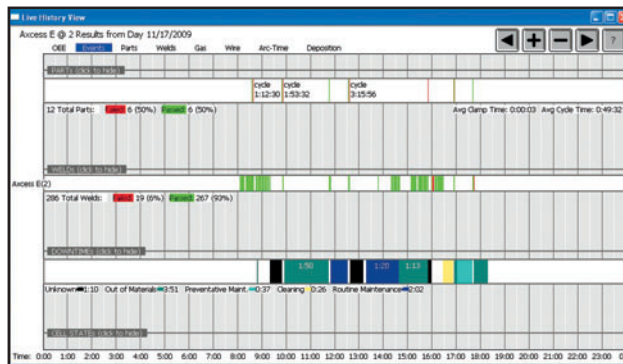 Live History View
Axcess E @ 2 Results from Day 11/17/2009
OEE Events Parts Welds Gas Wire Arc-Time Deposition
?
PARTS (click to hide)
cycle cycle cycle
1:12:30 1:53:32 3:15:56
12 Total Parts: Failed 6 (50%) Passed 6 (50%) Avg Clamp Time: 0:00:03 Avg Cycle Time: 0:49:32
WELDS (click to hide)
Axcess E(2)
286 Total Welds: Failed 19 (6%) Passed 267 (93%)
DOWNTIMES (click to hide)
1:50 1:20 1:13
Unknown 1:10 Out of Materials 3:51 Preventative Maint. 0:37 Cleaning 0:26 Routine Maintenance 2:02
CELL STATES (click to hide)
Time: 0:00 1:00 2:00 3:00 4:00 5:00 6:00 7:00 8:00 9:00 10:00 11:00 12:00 13:00 14:00 15:00 16:00 17:00 18:00 19:00 20:00 21:00 22:00 23:00